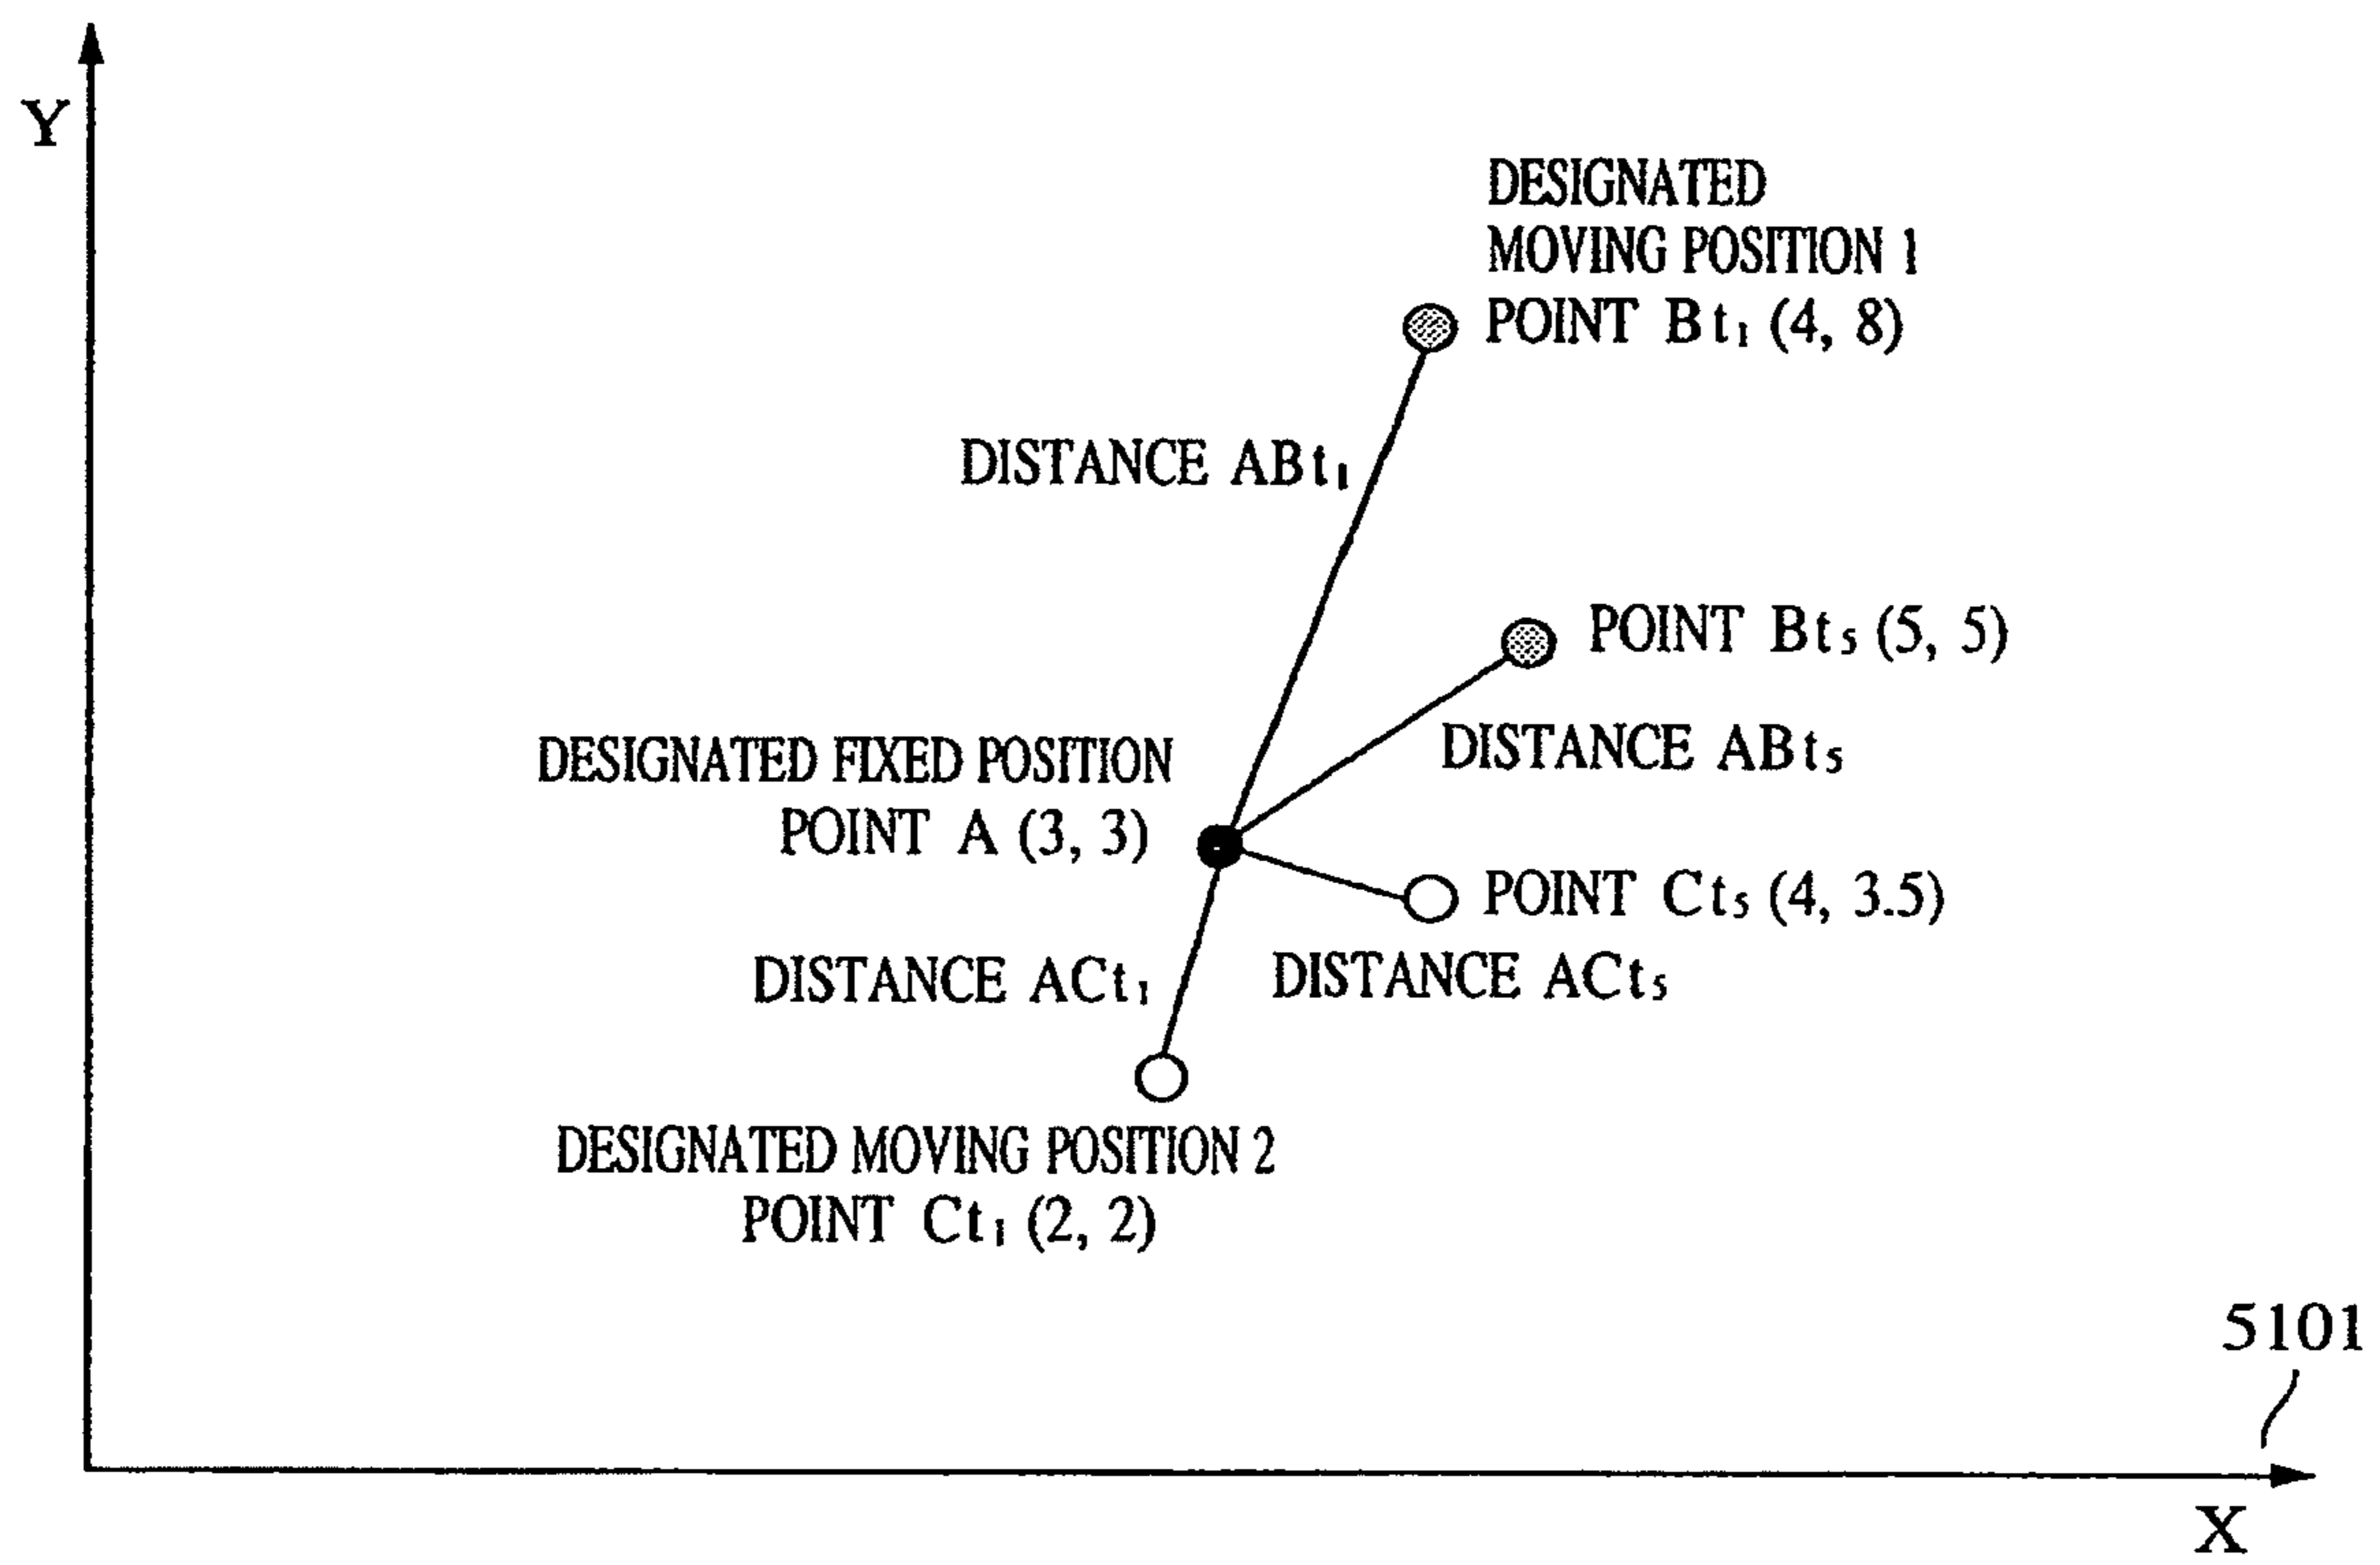 Y
DESIGNATED
MOVING POSITION 1
POINT Bt₁ (4, 8)
DISTANCE ABt₁
POINT Bt₅ (5, 5)
DISTANCE ABt₅
DESIGNATED FIXED POSITION
POINT A (3, 3)
POINT Ct₅ (4, 3.5)
DISTANCE ACt₁
DISTANCE ACt₅
DESIGNATED MOVING POSITION 2
POINT Ct₁ (2, 2)
5101
X